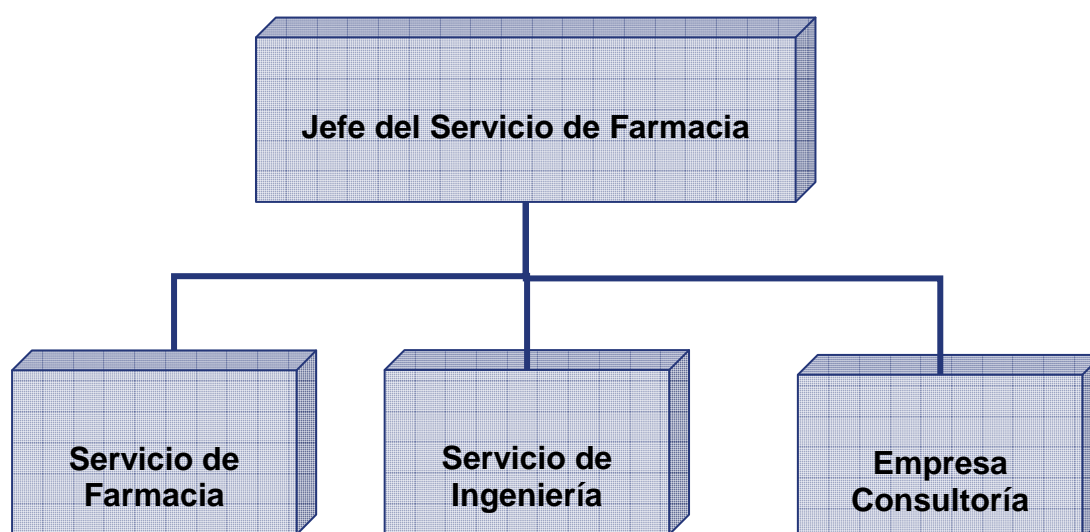 Jefe del Servicio de Farmacia
Servicio de
Farmacia
Servicio de
Ingeniería
Empresa
Consultoría